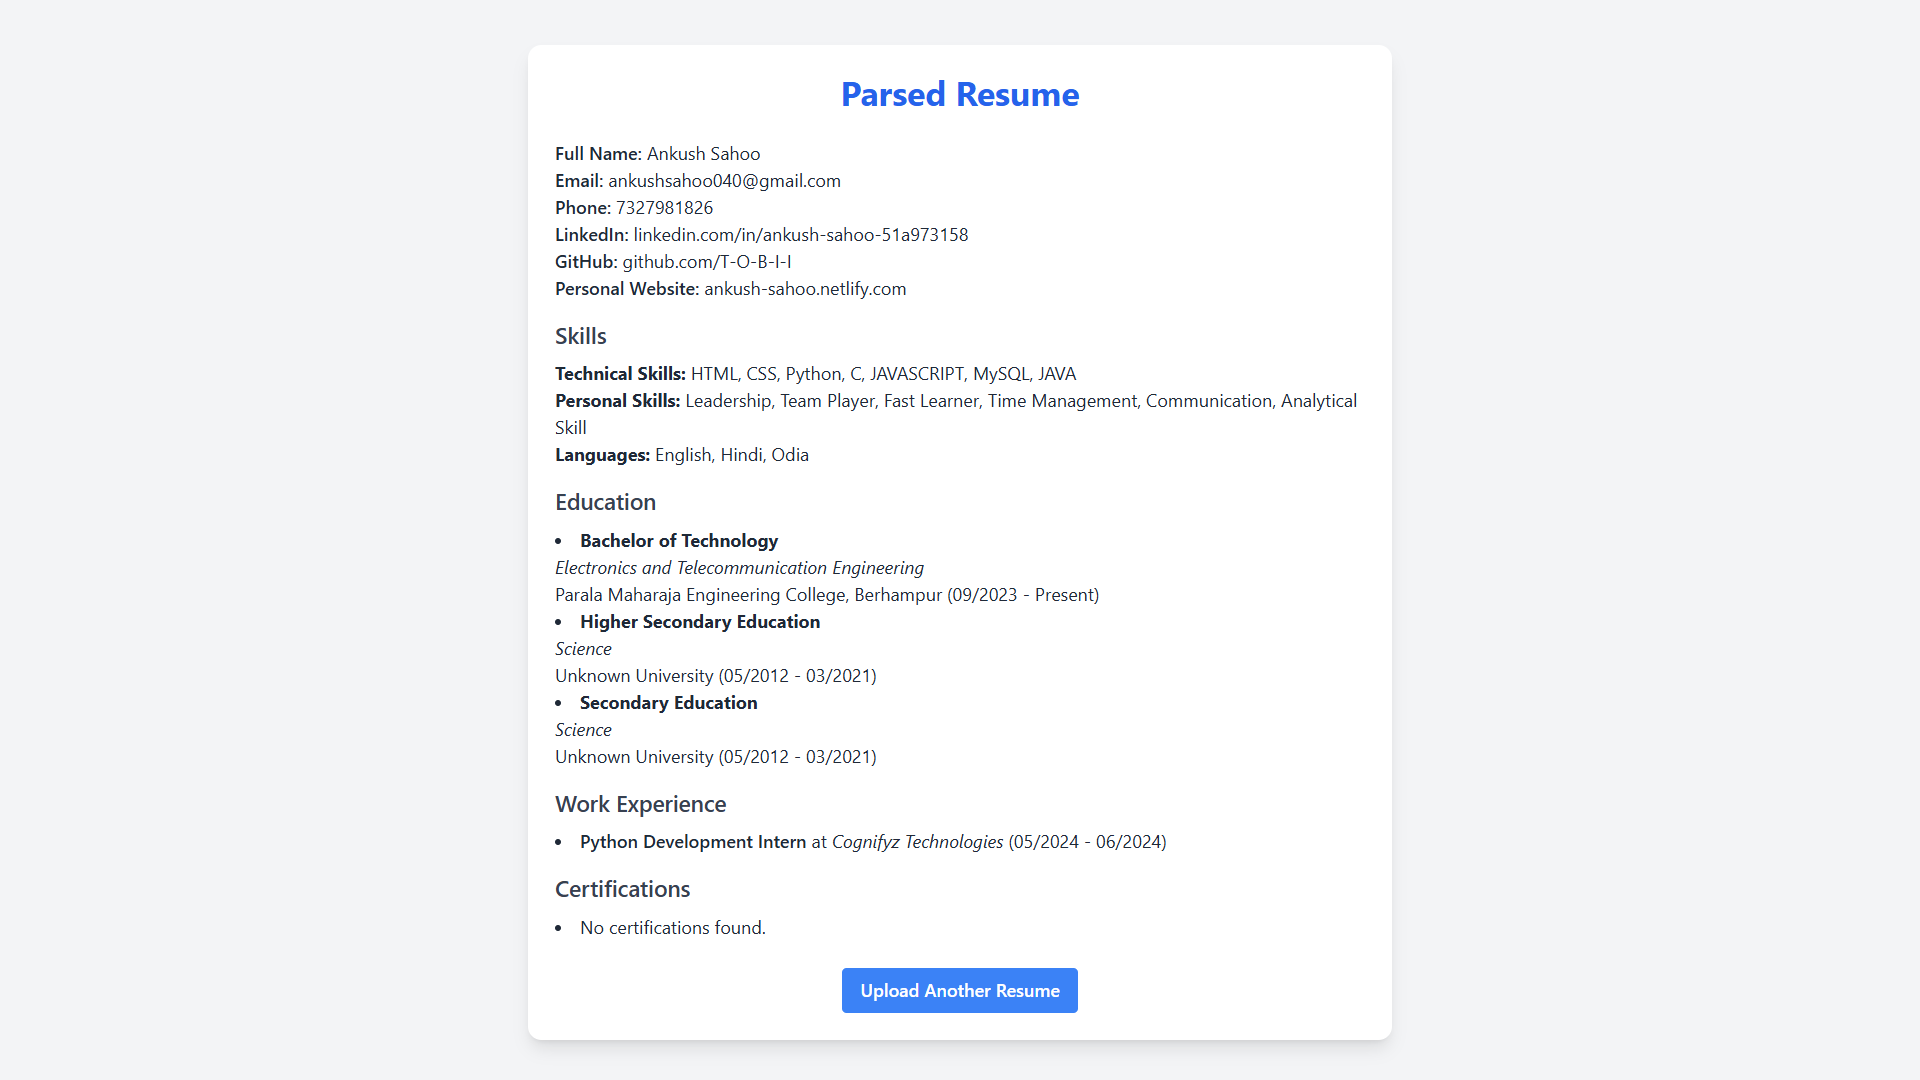 Parsed Resume
Full Name: Ankush Sahoo
Email: ankushsahoo040@gmail.com
Phone: 7327981826
LinkedIn: linkedin.com/in/ankush-sahoo-51a973158
GitHub: github.com/T-O-B-I-I
Personal Website: ankush-sahoo.netlify.com
Skills
Technical Skills: HTML, CSS, Python, C, JAVASCRIPT, MySQL, JAVA
Personal Skills: Leadership, Team Player, Fast Learner, Time Management, Communication, Analytical
Skill
Languages: English, Hindi, Odia
Education
• Bachelor of Technology
Electronics and Telecommunication Engineering
Parala Maharaja Engineering College, Berhampur (09/2023 - Present)
• Higher Secondary Education
Science
Unknown University (05/2012 - 03/2021)
• Secondary Education
Science
Unknown University (05/2012 - 03/2021)
Work Experience
• Python Development Intern at Cognifyz Technologies (05/2024 - 06/2024)
Certifications
• No certifications found.
Upload Another Resume